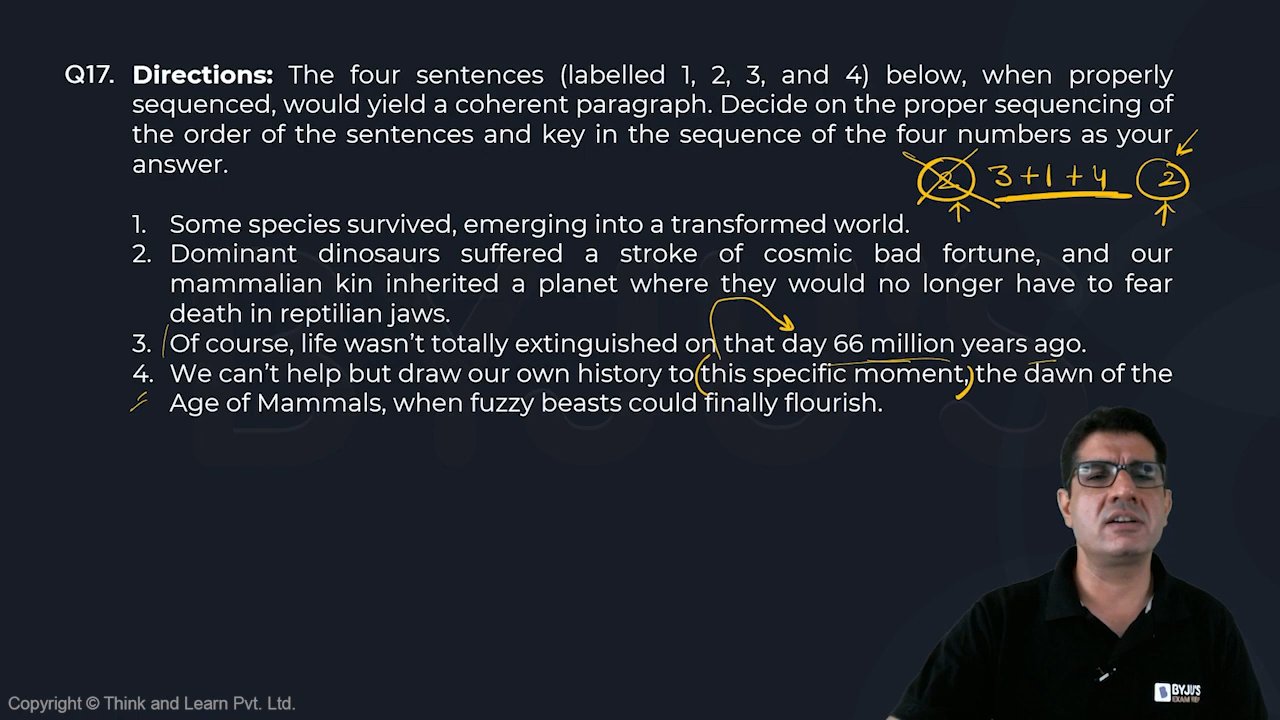 Q17. Directions: The four sentences (labelled 1, 2, 3, and 4) below, when properly
sequenced, would yield a coherent paragraph. Decide on the proper sequencing of
the order of the sentences and key in the sequence of the four numbers as your
answer.
2 3+1+4 2
1. Some species survived, emerging into a transformed world.
2. Dominant dinosaurs suffered a stroke of cosmic bad fortune, and our
mammalian kin inherited a planet where they would no longer have to fear
death in reptilian jaws.
3. Of course, life wasn't totally extinguished on that day 66 million years ago.
4. We can't help but draw our own history to this specific moment, the dawn of the
Age of Mammals, when fuzzy beasts could finally flourish.
BYJU'S
EXAM PREP
Copyright © Think and Learn Pvt. Ltd.